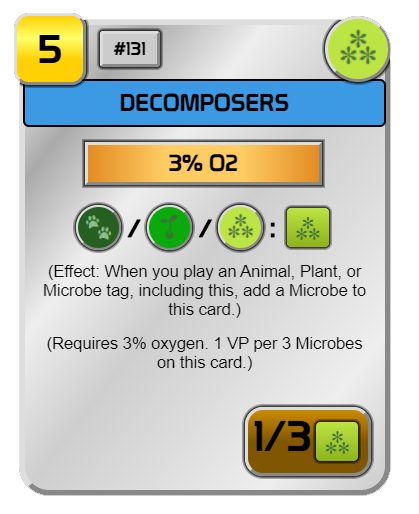 5
#131
DECOMPOSERS
3% O2
/ / :
(Effect: When you play an Animal, Plant, or
Microbe tag, including this, add a Microbe to
this card.)
(Requires 3% oxygen. 1 VP per 3 Microbes
on this card.)
1/3